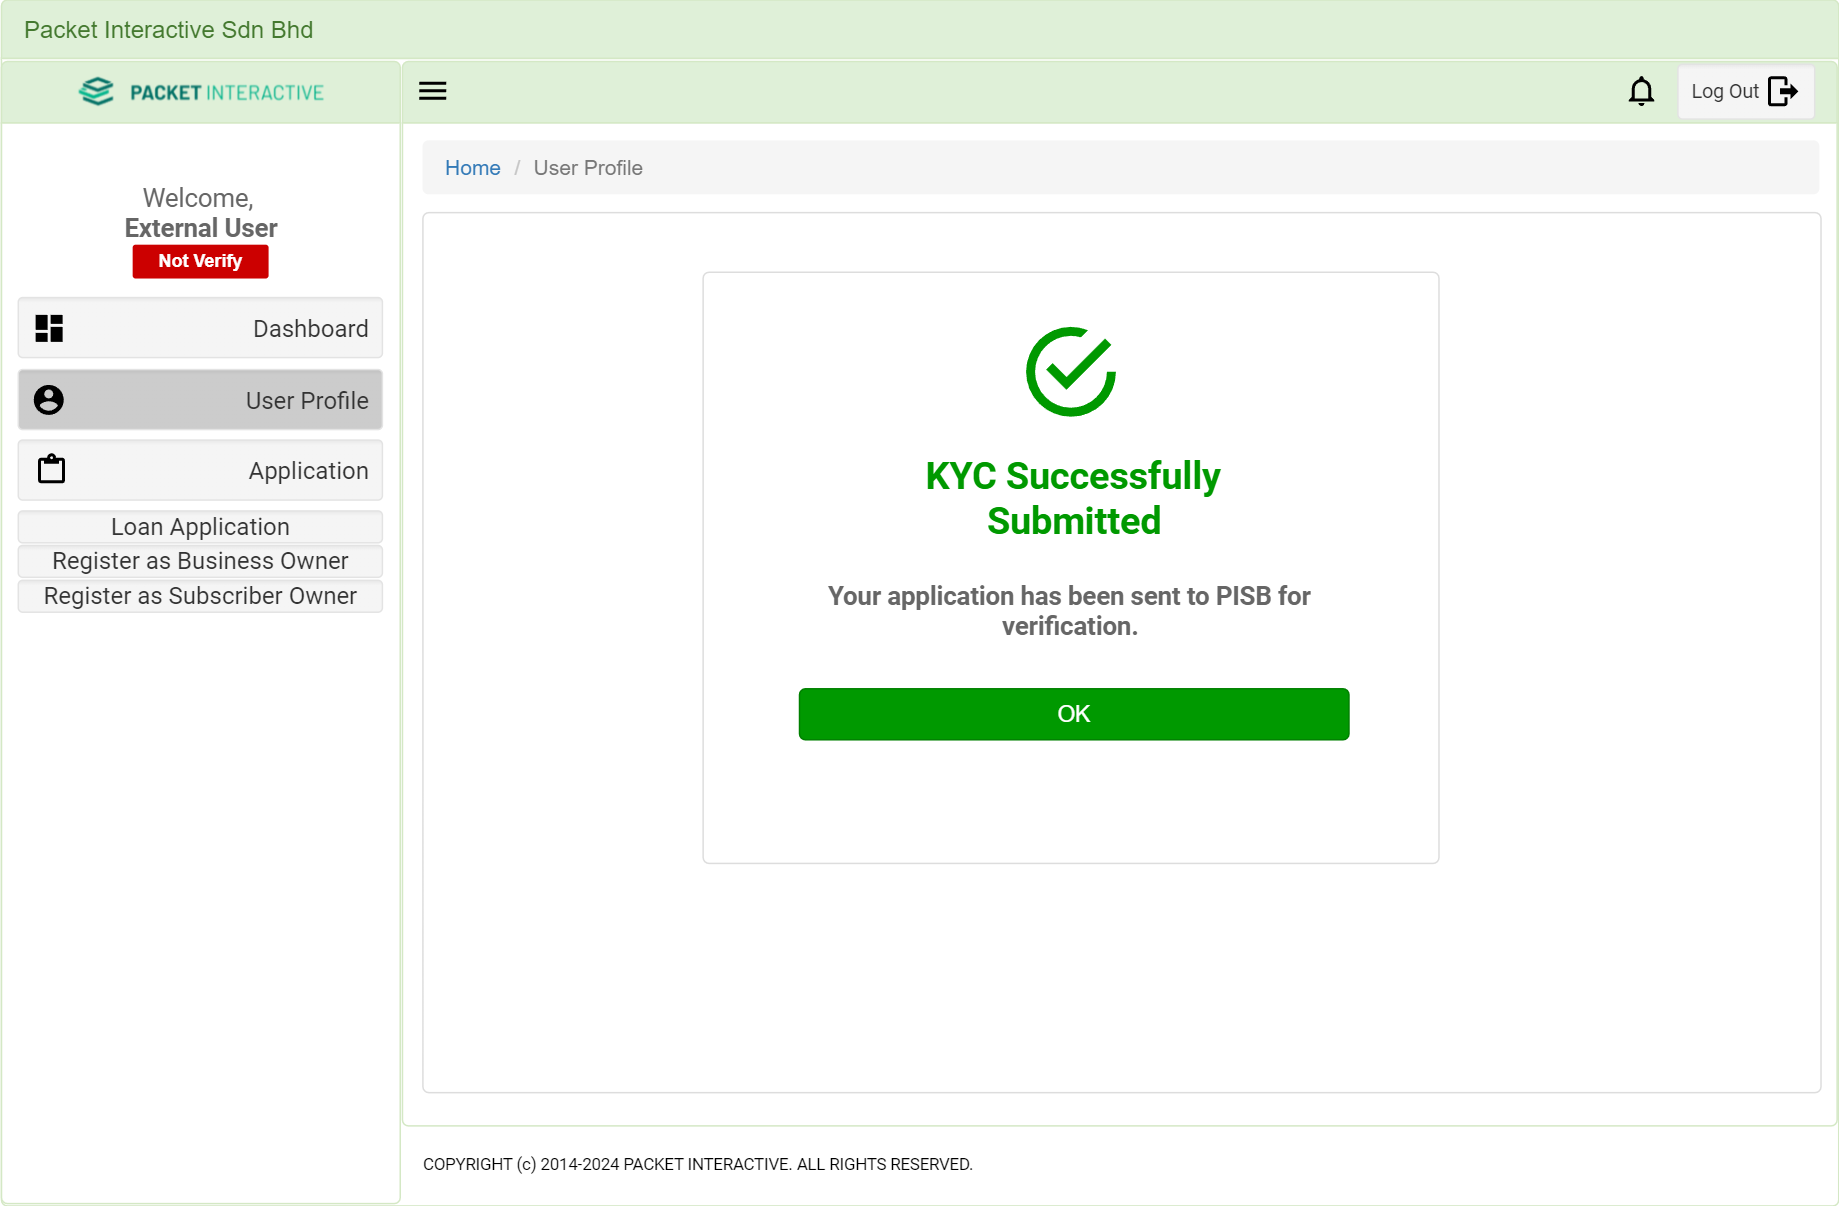 Packet Interactive Sdn Bhd
PACKET INTERACTIVE
Log Out
Welcome,
External User
Not Verify
Dashboard
User Profile
Application
Loan Application
Register as Business Owner
Register as Subscriber Owner
Home / User Profile
KYC Successfully
Submitted
Your application has been sent to PISB for
verification.
OK
COPYRIGHT (c) 2014-2024 PACKET INTERACTIVE. ALL RIGHTS RESERVED.